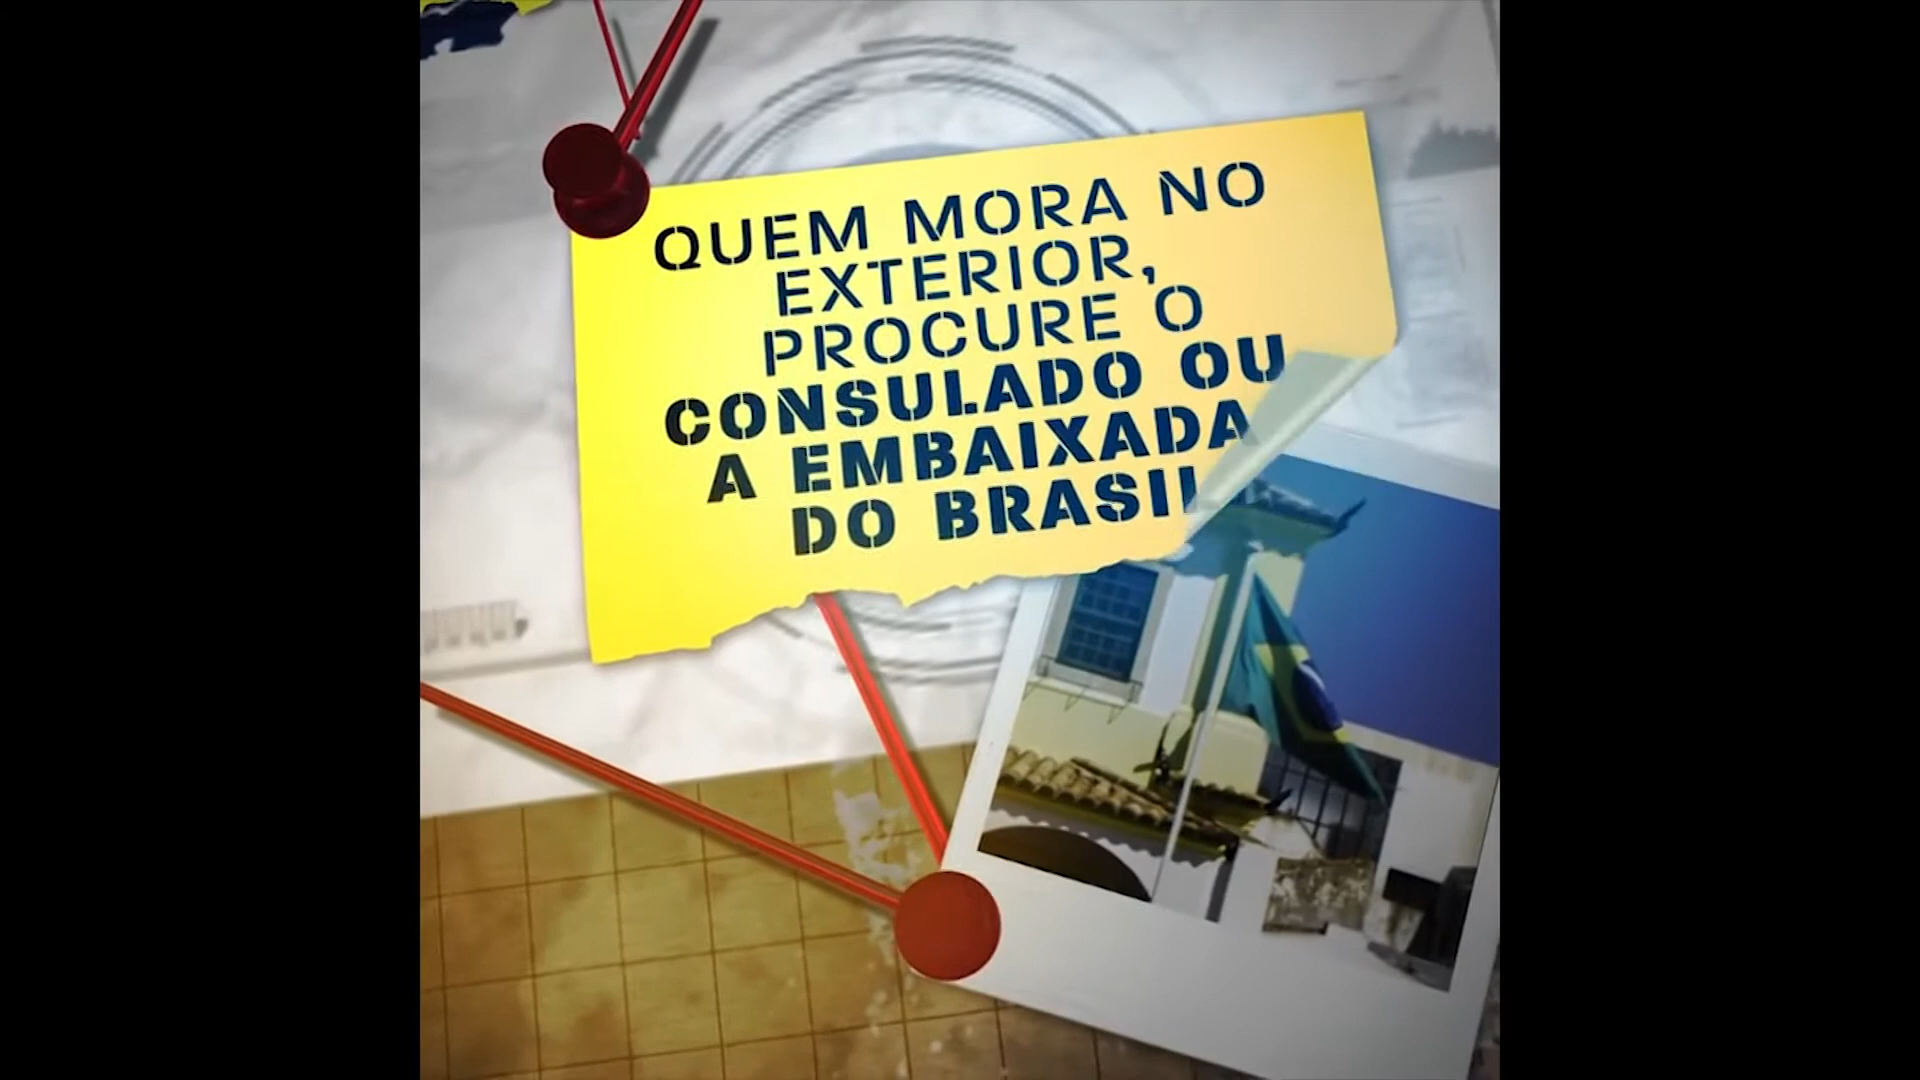 QUEM MORA NO
EXTERIOR,
PROCURE O
CONSULADO OU
A EMBAIXADA
DO BRASIL